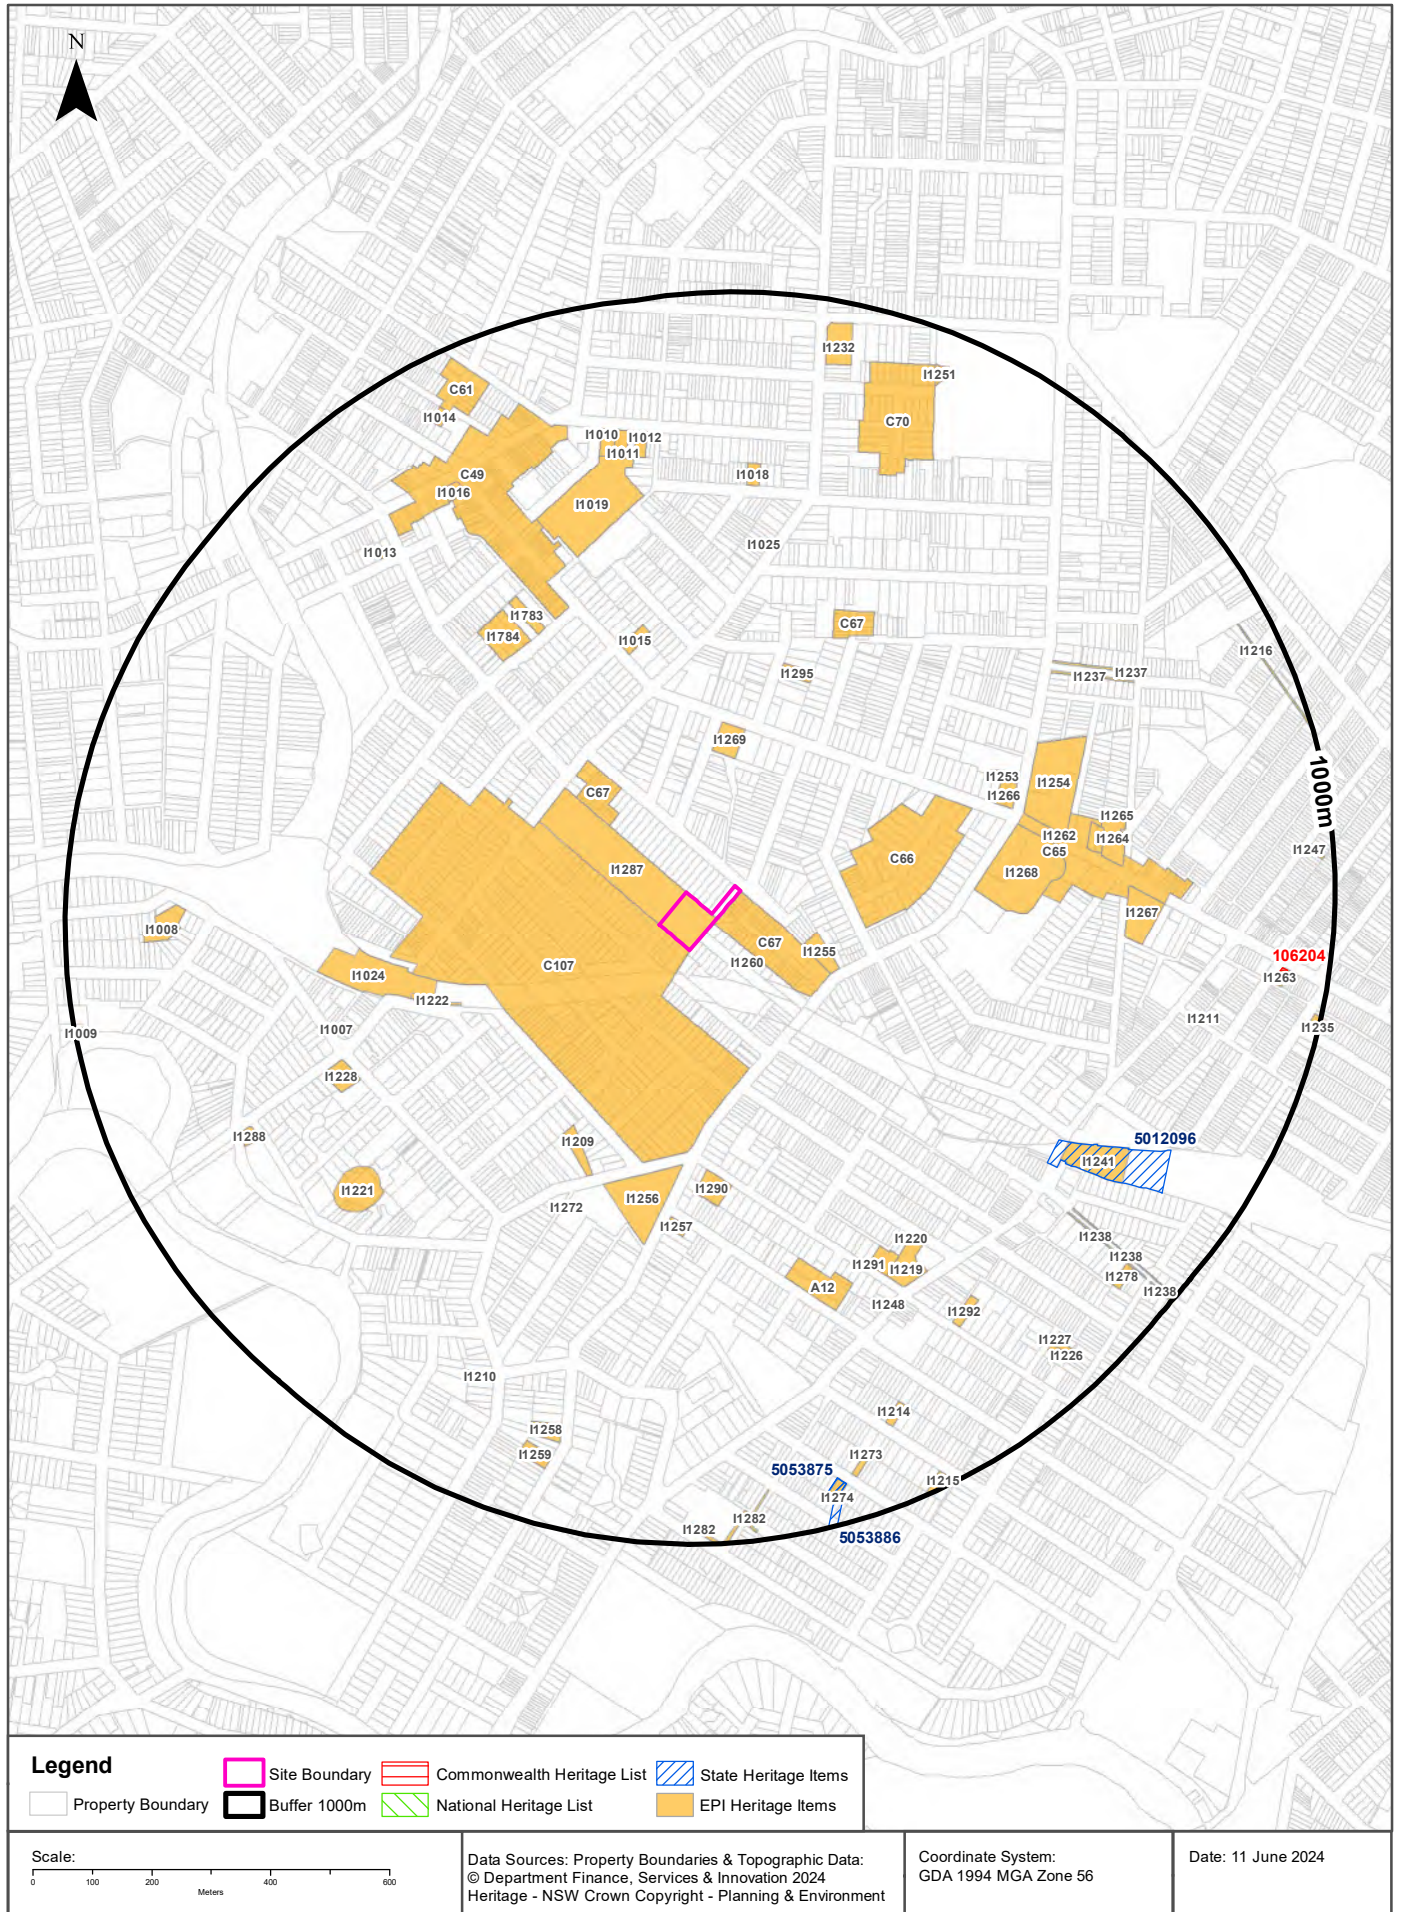 N
I1232
I1251
C61
C70
I1014
I1010
I1012
I1011
C49
I1018
I1016
I1019
I1025
I1013
I1783
C67
I1784
I1015
I1216
I1295
I1237
I1237
I1269
I1253
I1254
C67
I1266
1000m
I1265
I1262
I1264
C65
I1247
C66
I1287
I1268
I1267
I1008
C67
I1255
I1260
106204
C107
I1024
I1263
I1222
I1211
I1007
I1009
I1235
I1228
I1288
I1209
5012096
I1241
I1221
I1290
I1256
I1272
I1257
I1238
I1220
I1238
I1291
I1219
I1278
A12
I1238
I1248
I1292
I1227
I1226
I1210
I1214
I1258
I1259
I1273
5053875
I1215
I1274
I1282
I1282
5053886
Legend
Site Boundary
Commonwealth Heritage List
State Heritage Items
Property Boundary
Buffer 1000m
National Heritage List
EPI Heritage Items
Scale:
0 100 200 400 600
Meters
Data Sources: Property Boundaries & Topographic Data:
© Department Finance, Services & Innovation 2024
Heritage - NSW Crown Copyright - Planning & Environment
Coordinate System:
GDA 1994 MGA Zone 56
Date: 11 June 2024